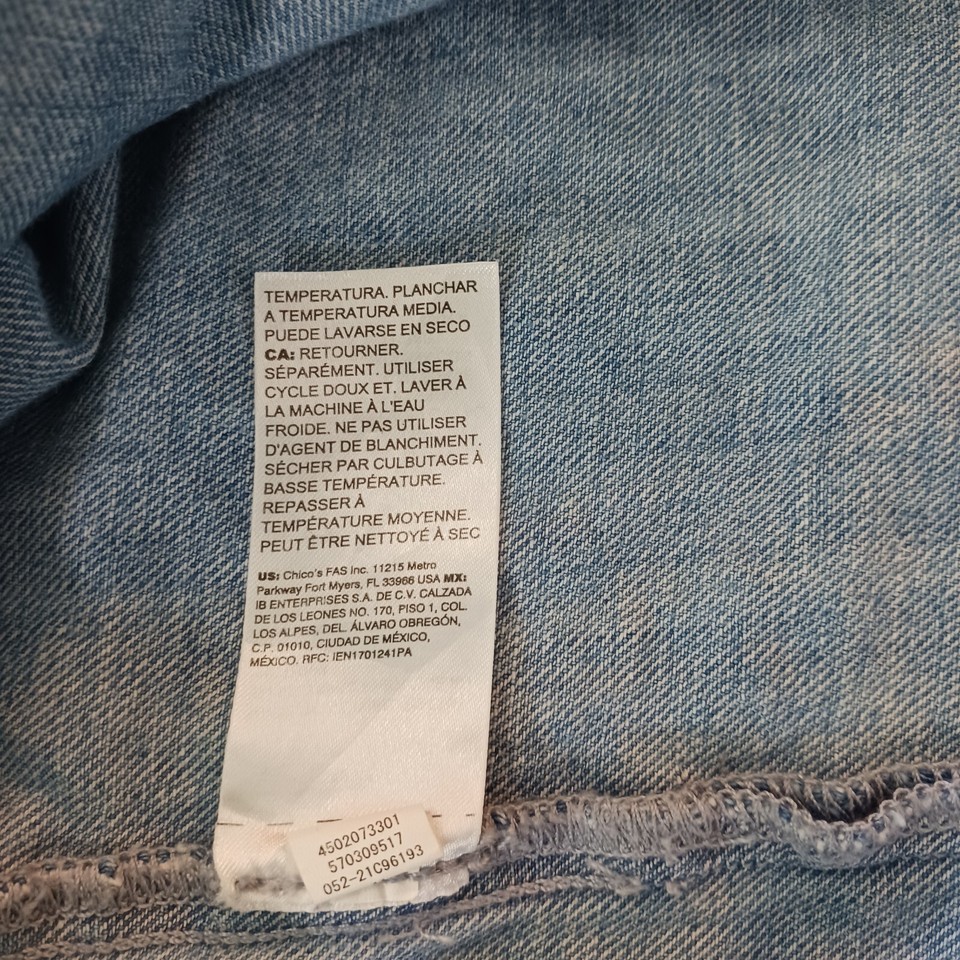 TEMPERATURA. PLANCHAR
A TEMPERATURA MEDIA.
PUEDE LAVARSE EN SECO
CA: RETOURNER.
SÉPARÉMENT. UTILISER
CYCLE DOUX ET. LAVER À
LA MACHINE À L'EAU
FROIDE. NE PAS UTILISER
D'AGENT DE BLANCHIMENT.
SÉCHER PAR CULBUTAGE À
BASSE TEMPÉRATURE.
REPASSER À
TEMPÉRATURE MOYENNE.
PEUT ÊTRE NETTOYÉ À SEC
US: Chico's FAS Inc. 11215 Metro
Parkway Fort Myers, FL 33966 USA MX:
IB ENTERPRISES S.A. DE C.V. CALZADA
DE LOS LEONES NO. 170, PISO 1, COL.
LOS ALPES, DEL. ÁLVARO OBREGÓN,
C.P. 01010, CIUDAD DE MÉXICO,
MÉXICO. RFC: IEN1701241PA
4502073301
570309517
052-21C96193